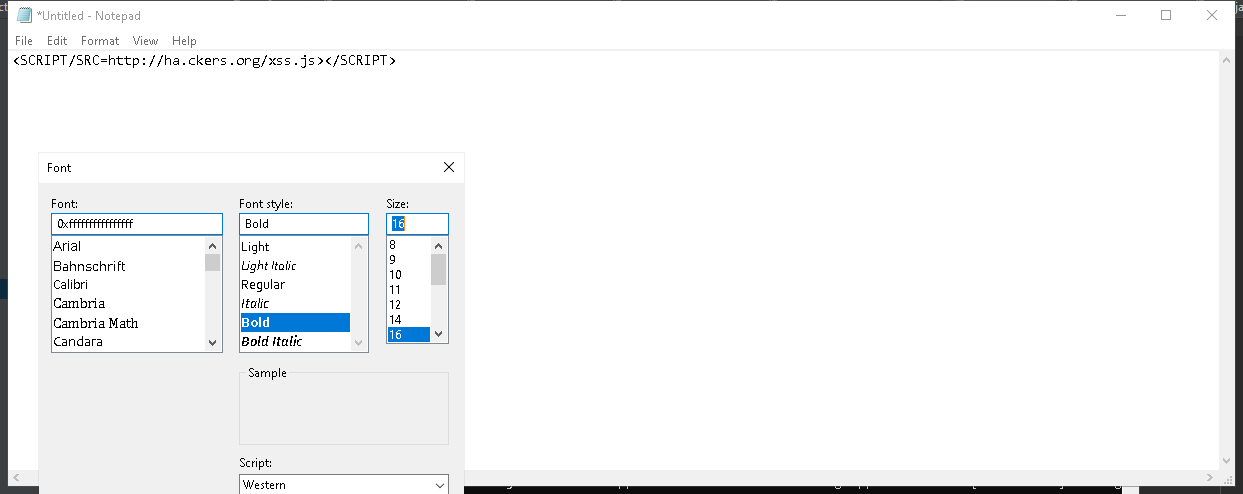 *Untitled - Notepad
File Edit Format View Help
<SCRIPT/SRC=http://ha.ckers.org/xss.js></SCRIPT>
Font
Font: Font style: Size:
0xffffffffffffffff Bold 16
Arial Light 8
Bahnschrift Light Italic 9
Calibri Regular 10
Cambria Italic 11
Cambria Math Bold 12
Candara Bold Italic 14
16
Sample
Script:
Western